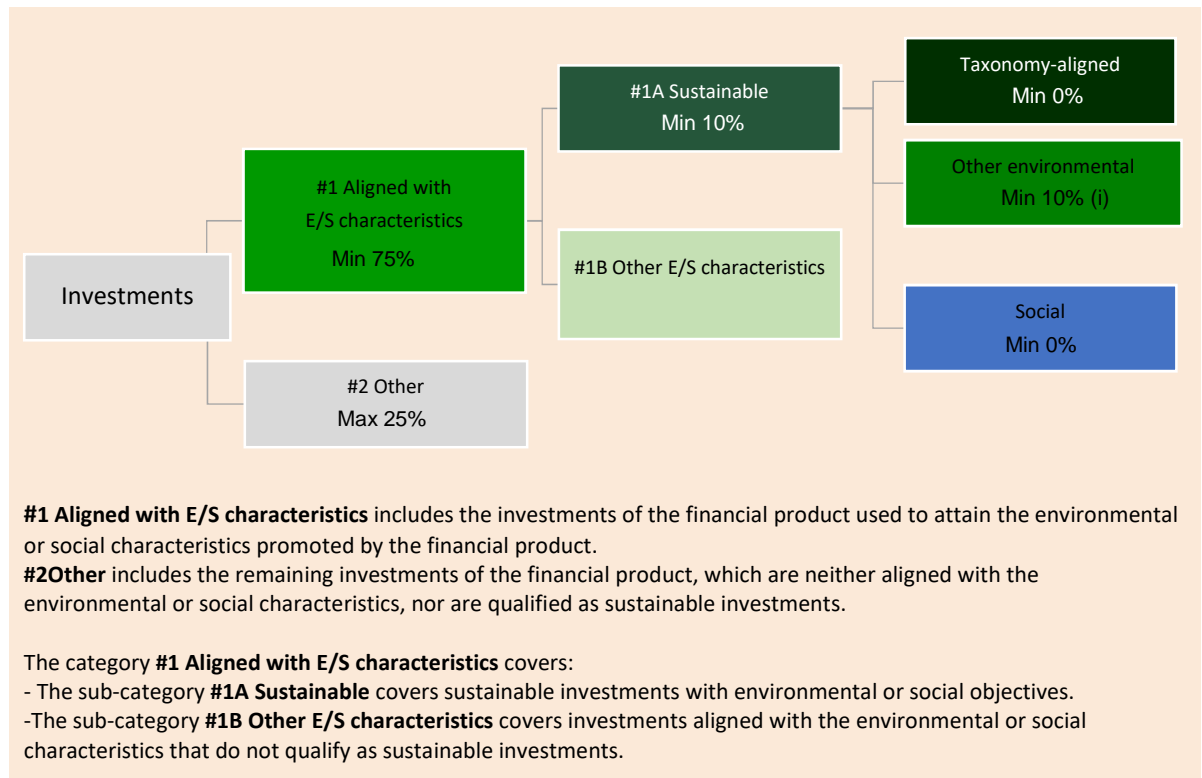 Taxonomy-aligned
Min 0%
#1A Sustainable
Min 10%
Other environmental
Min 10% (i)
#1 Aligned with
E/S characteristics
Min 75%
#1B Other E/S characteristics
Investments
Social
Min 0%
#2 Other
Max 25%
#1 Aligned with E/S characteristics includes the investments of the financial product used to attain the environmental
or social characteristics promoted by the financial product.
#2Other includes the remaining investments of the financial product, which are neither aligned with the
environmental or social characteristics, nor are qualified as sustainable investments.
The category #1 Aligned with E/S characteristics covers:
- The sub-category #1A Sustainable covers sustainable investments with environmental or social objectives.
-The sub-category #1B Other E/S characteristics covers investments aligned with the environmental or social
characteristics that do not qualify as sustainable investments.